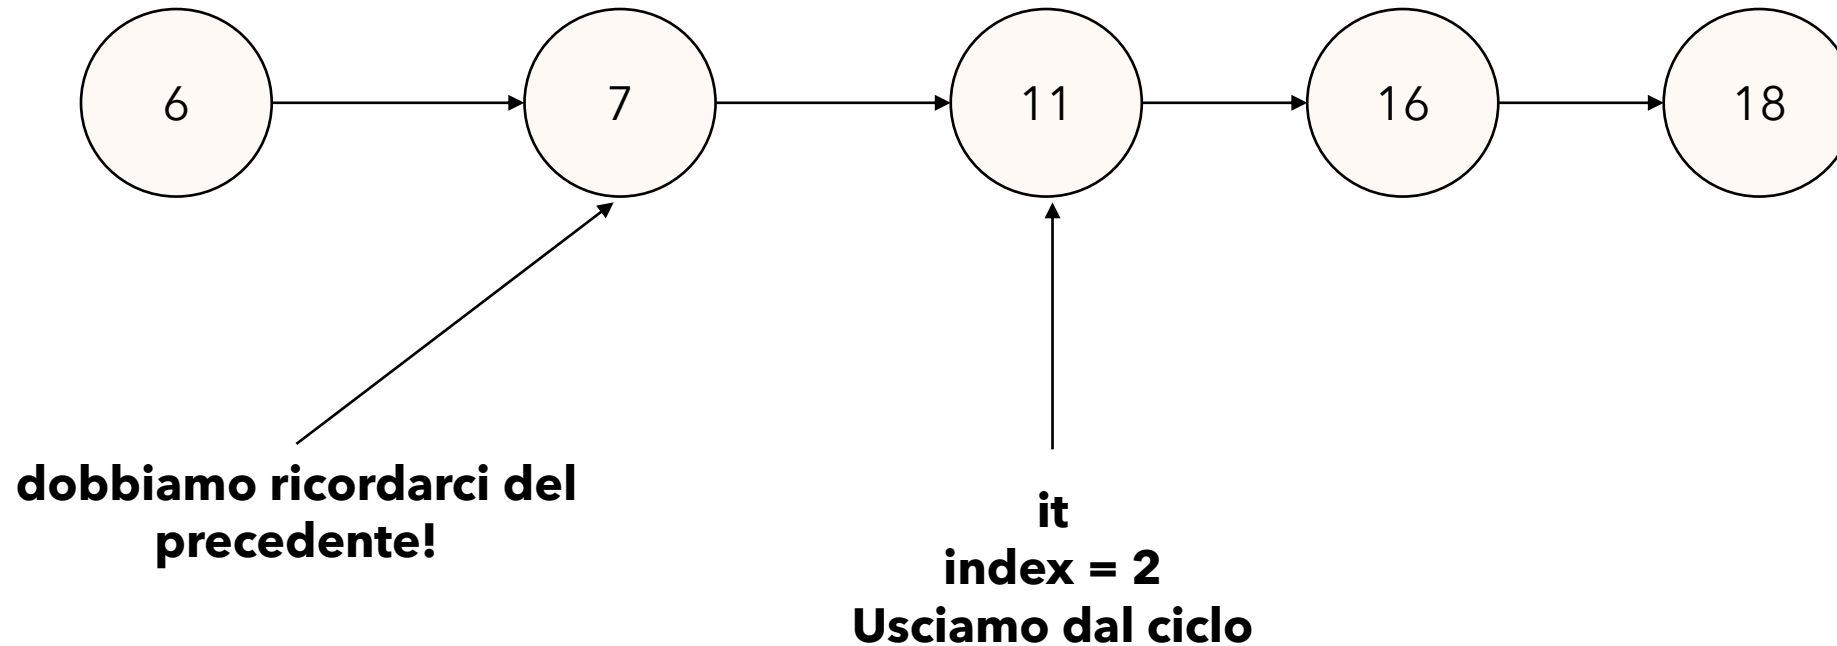 6 7 11 16 18
dobbiamo ricordarci del
precedente!
it
index = 2
Usciamo dal ciclo